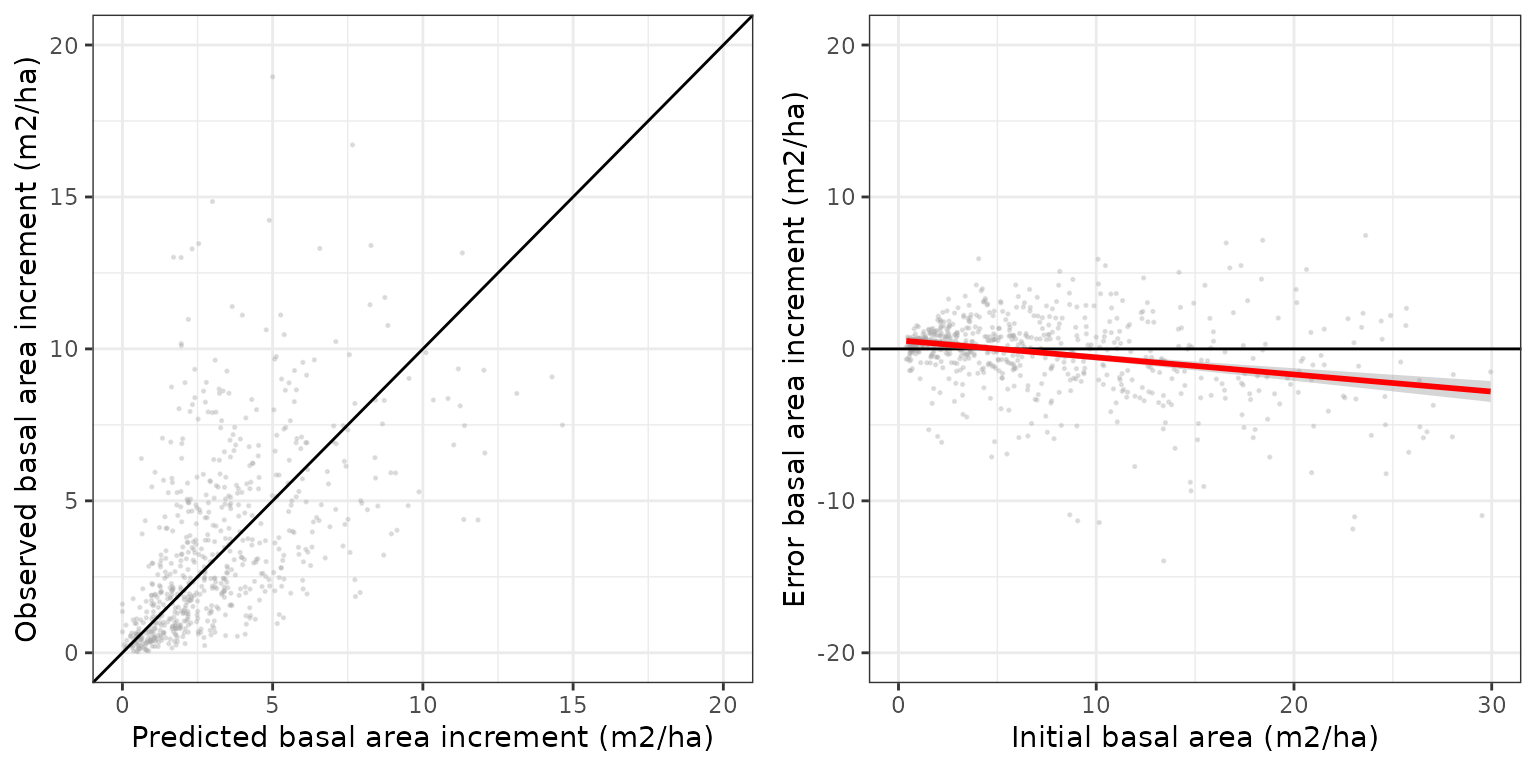 Observed basal area increment (m2/ha)
20
15
10
5
0
0 5 10 15 20
Predicted basal area increment (m2/ha)
Error basal area increment (m2/ha)
20
10
0
-10
-20
0 10 20 30
Initial basal area (m2/ha)